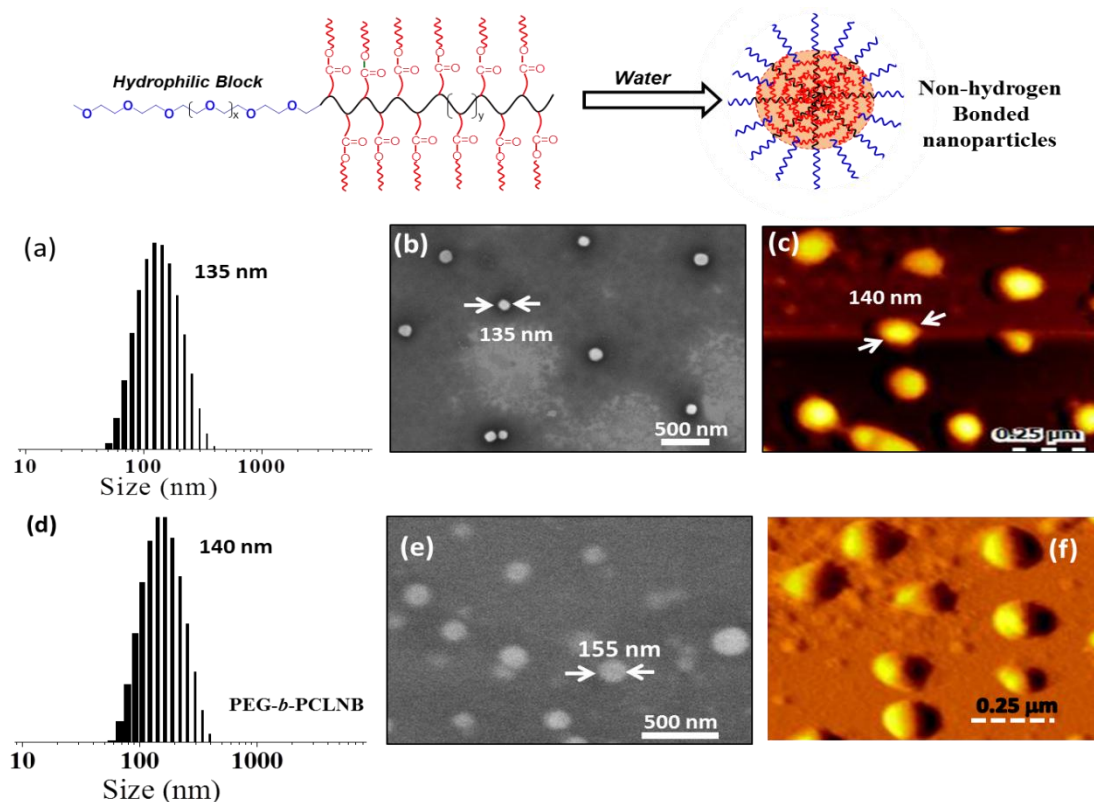 Hydrophilic Block
Water
Non-hydrogen
Bonded
nanoparticles
O O O ( O )x O O
O O O O O O
C=O C=O C=O C=O C=O C=O
( )y
C=O C=O C=O C=O C=O C=O
O O O O O O
(a)
135 nm
10 100 1000
Size (nm)
(b)
135 nm
500 nm
(c)
140 nm
0.25 µm
(d)
140 nm
PEG-b-PCLNB
10 100 1000
Size (nm)
(e)
155 nm
500 nm
(f)
0.25 µm